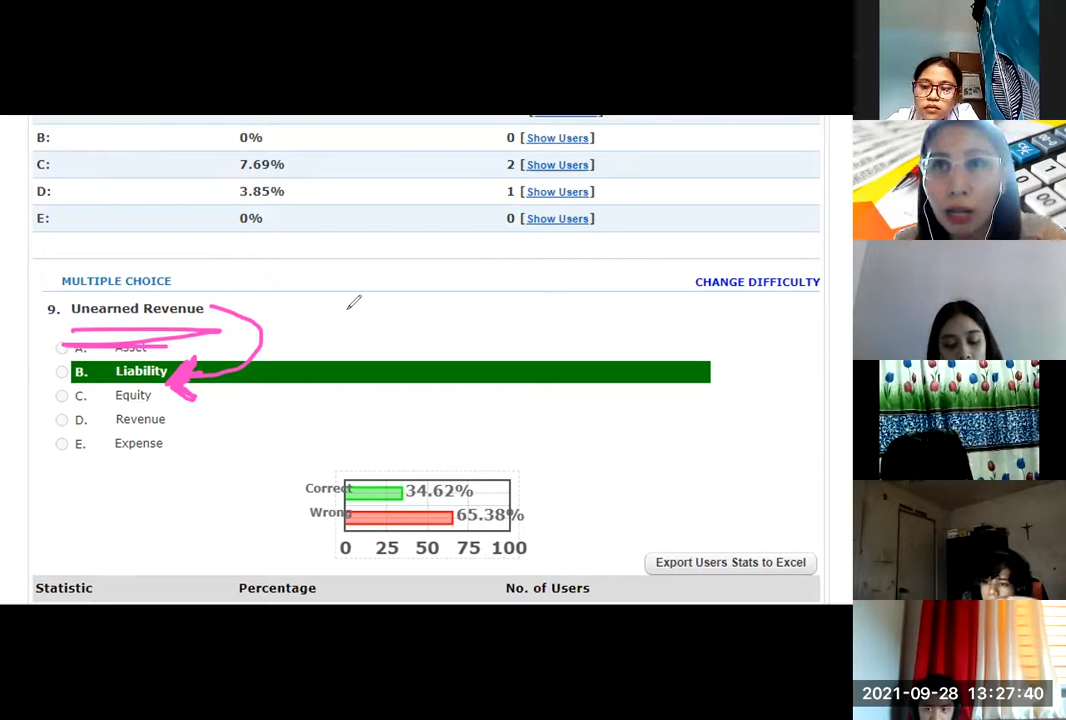 B: 0% 0 [Show Users]
C: 7.69% 2 [Show Users]
D: 3.85% 1 [Show Users]
E: 0% 0 [Show Users]
MULTIPLE CHOICE CHANGE DIFFICULTY
9. Unearned Revenue
A. Asset
B. Liability
C. Equity
D. Revenue
E. Expense
Correct 34.62%
Wrong 65.38%
0 25 50 75 100
Export Users Stats to Excel
Statistic Percentage No. of Users
2021-09-28 13:27:40